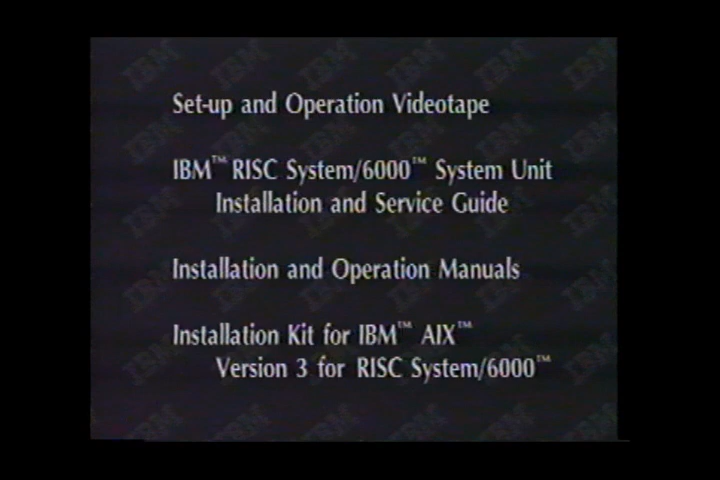 Set-up and Operation Videotape
IBM™ RISC System/6000™ System Unit
Installation and Service Guide
Installation and Operation Manuals
Installation Kit for IBM™ AIX™
Version 3 for RISC System/6000™